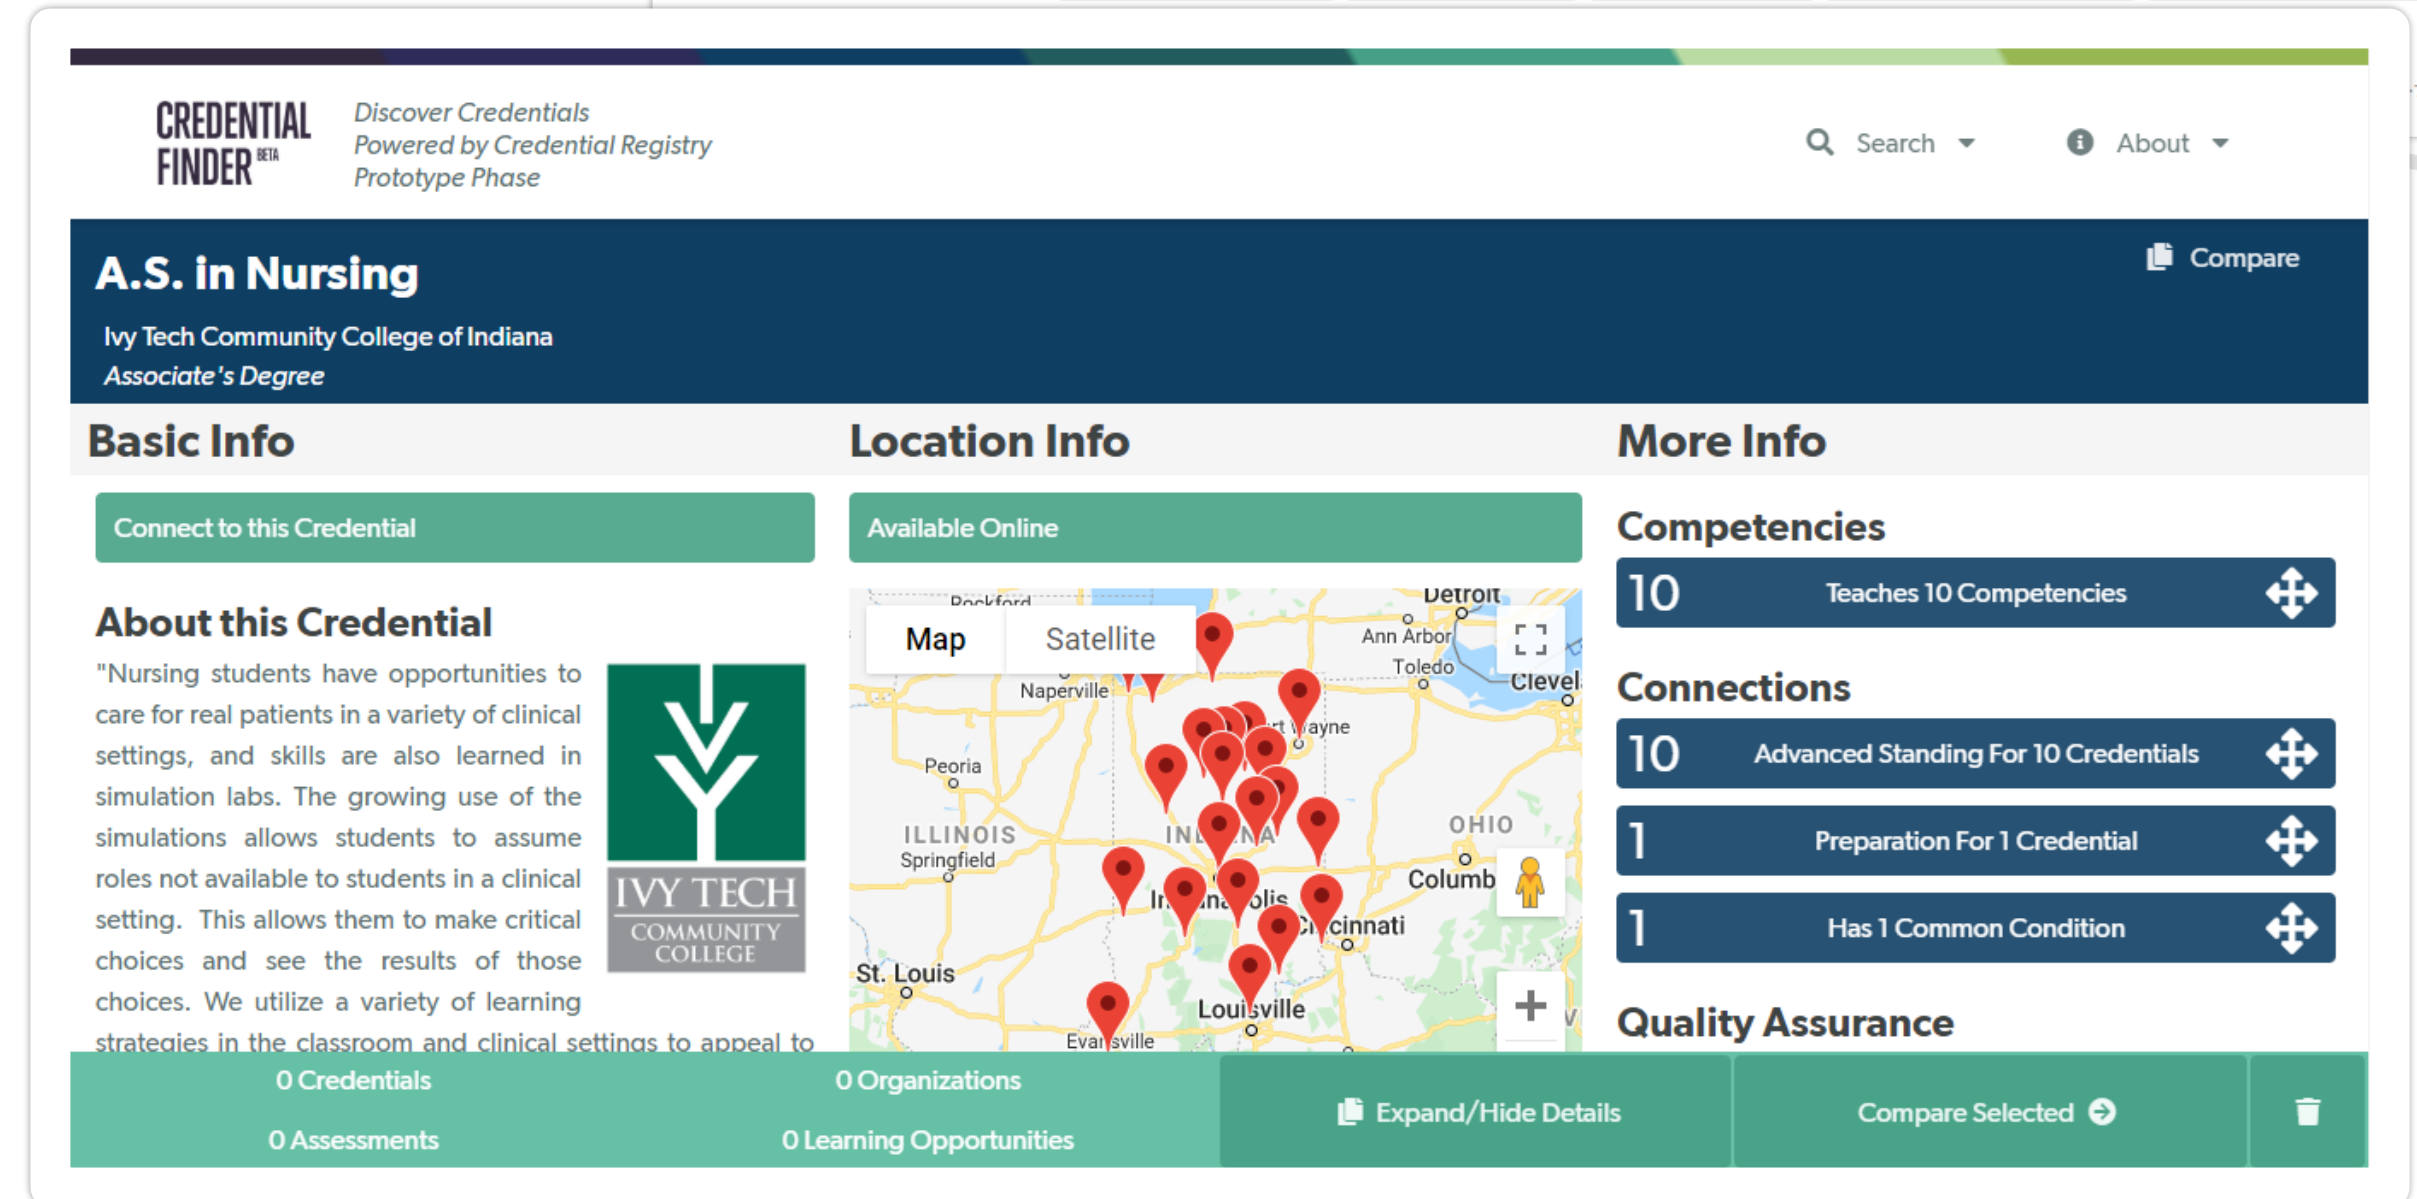 CREDENTIAL
FINDER BETA
Discover Credentials
Powered by Credential Registry
Prototype Phase
Search
About
A.S. in Nursing
Compare
Ivy Tech Community College of Indiana
Associate's Degree
Basic Info
Connect to this Credential
About this Credential
"Nursing students have opportunities to
care for real patients in a variety of clinical
settings, and skills are also learned in
simulation labs. The growing use of the
simulations allows students to assume
roles not available to students in a clinical
setting. This allows them to make critical
choices and see the results of those
choices. We utilize a variety of learning
strategies in the classroom and clinical settings to appeal to
IVY TECH
COMMUNITY
COLLEGE
Location Info
Available Online
Map
Satellite
Rockford
Detroit
Ann Arbor
Toledo
Naperville
Clevel
Peoria
ILLINOIS
OHIO
Springfield
Columb
Cincinnati
St. Louis
Louisville
Evansville
More Info
Competencies
10 Teaches 10 Competencies
Connections
10 Advanced Standing For 10 Credentials
1 Preparation For 1 Credential
1 Has 1 Common Condition
Quality Assurance
0 Credentials
0 Organizations
0 Assessments
0 Learning Opportunities
Expand/Hide Details
Compare Selected